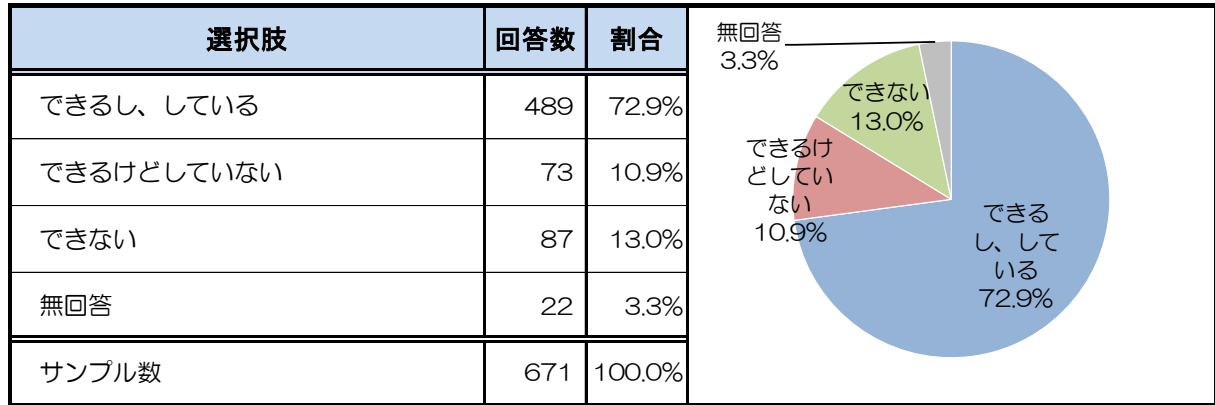 選択肢 回答数 割合
できるし、している 489 72.9%
できるけどしていない 73 10.9%
できない 87 13.0%
無回答 22 3.3%
サンプル数 671 100.0%
無回答
3.3%
できない
13.0%
できるけ
どしてい
ない
10.9%
できる
し、して
いる
72.9%